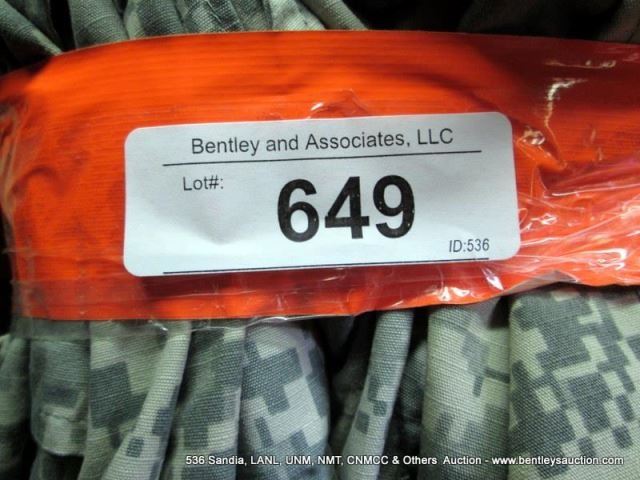 Bentley and Associates, LLC
Lot#:
649
ID:536
536 Sandia, LANL, UNM, NMT, CNMCC & Others Auction - www.bentleysauction.com